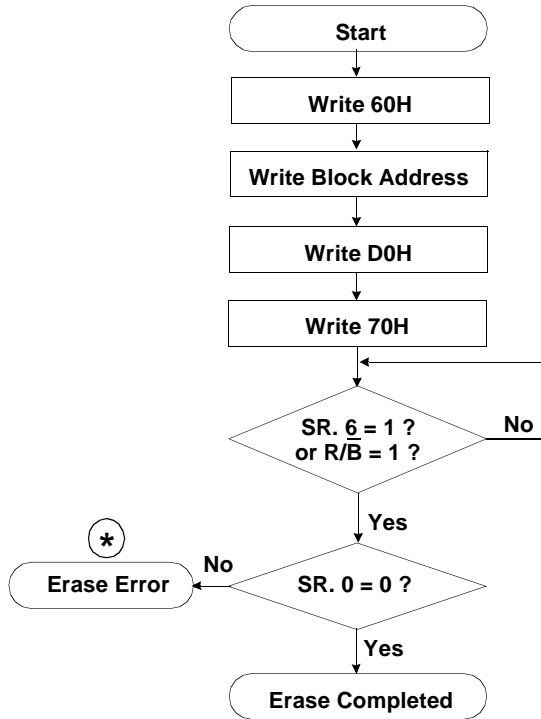 Start
Write 60H
Write Block Address
Write D0H
Write 70H
SR. 6 = 1 ?
or R/B̅ = 1 ?
No
Yes
*
No
Erase Error
SR. 0 = 0 ?
Yes
Erase Completed